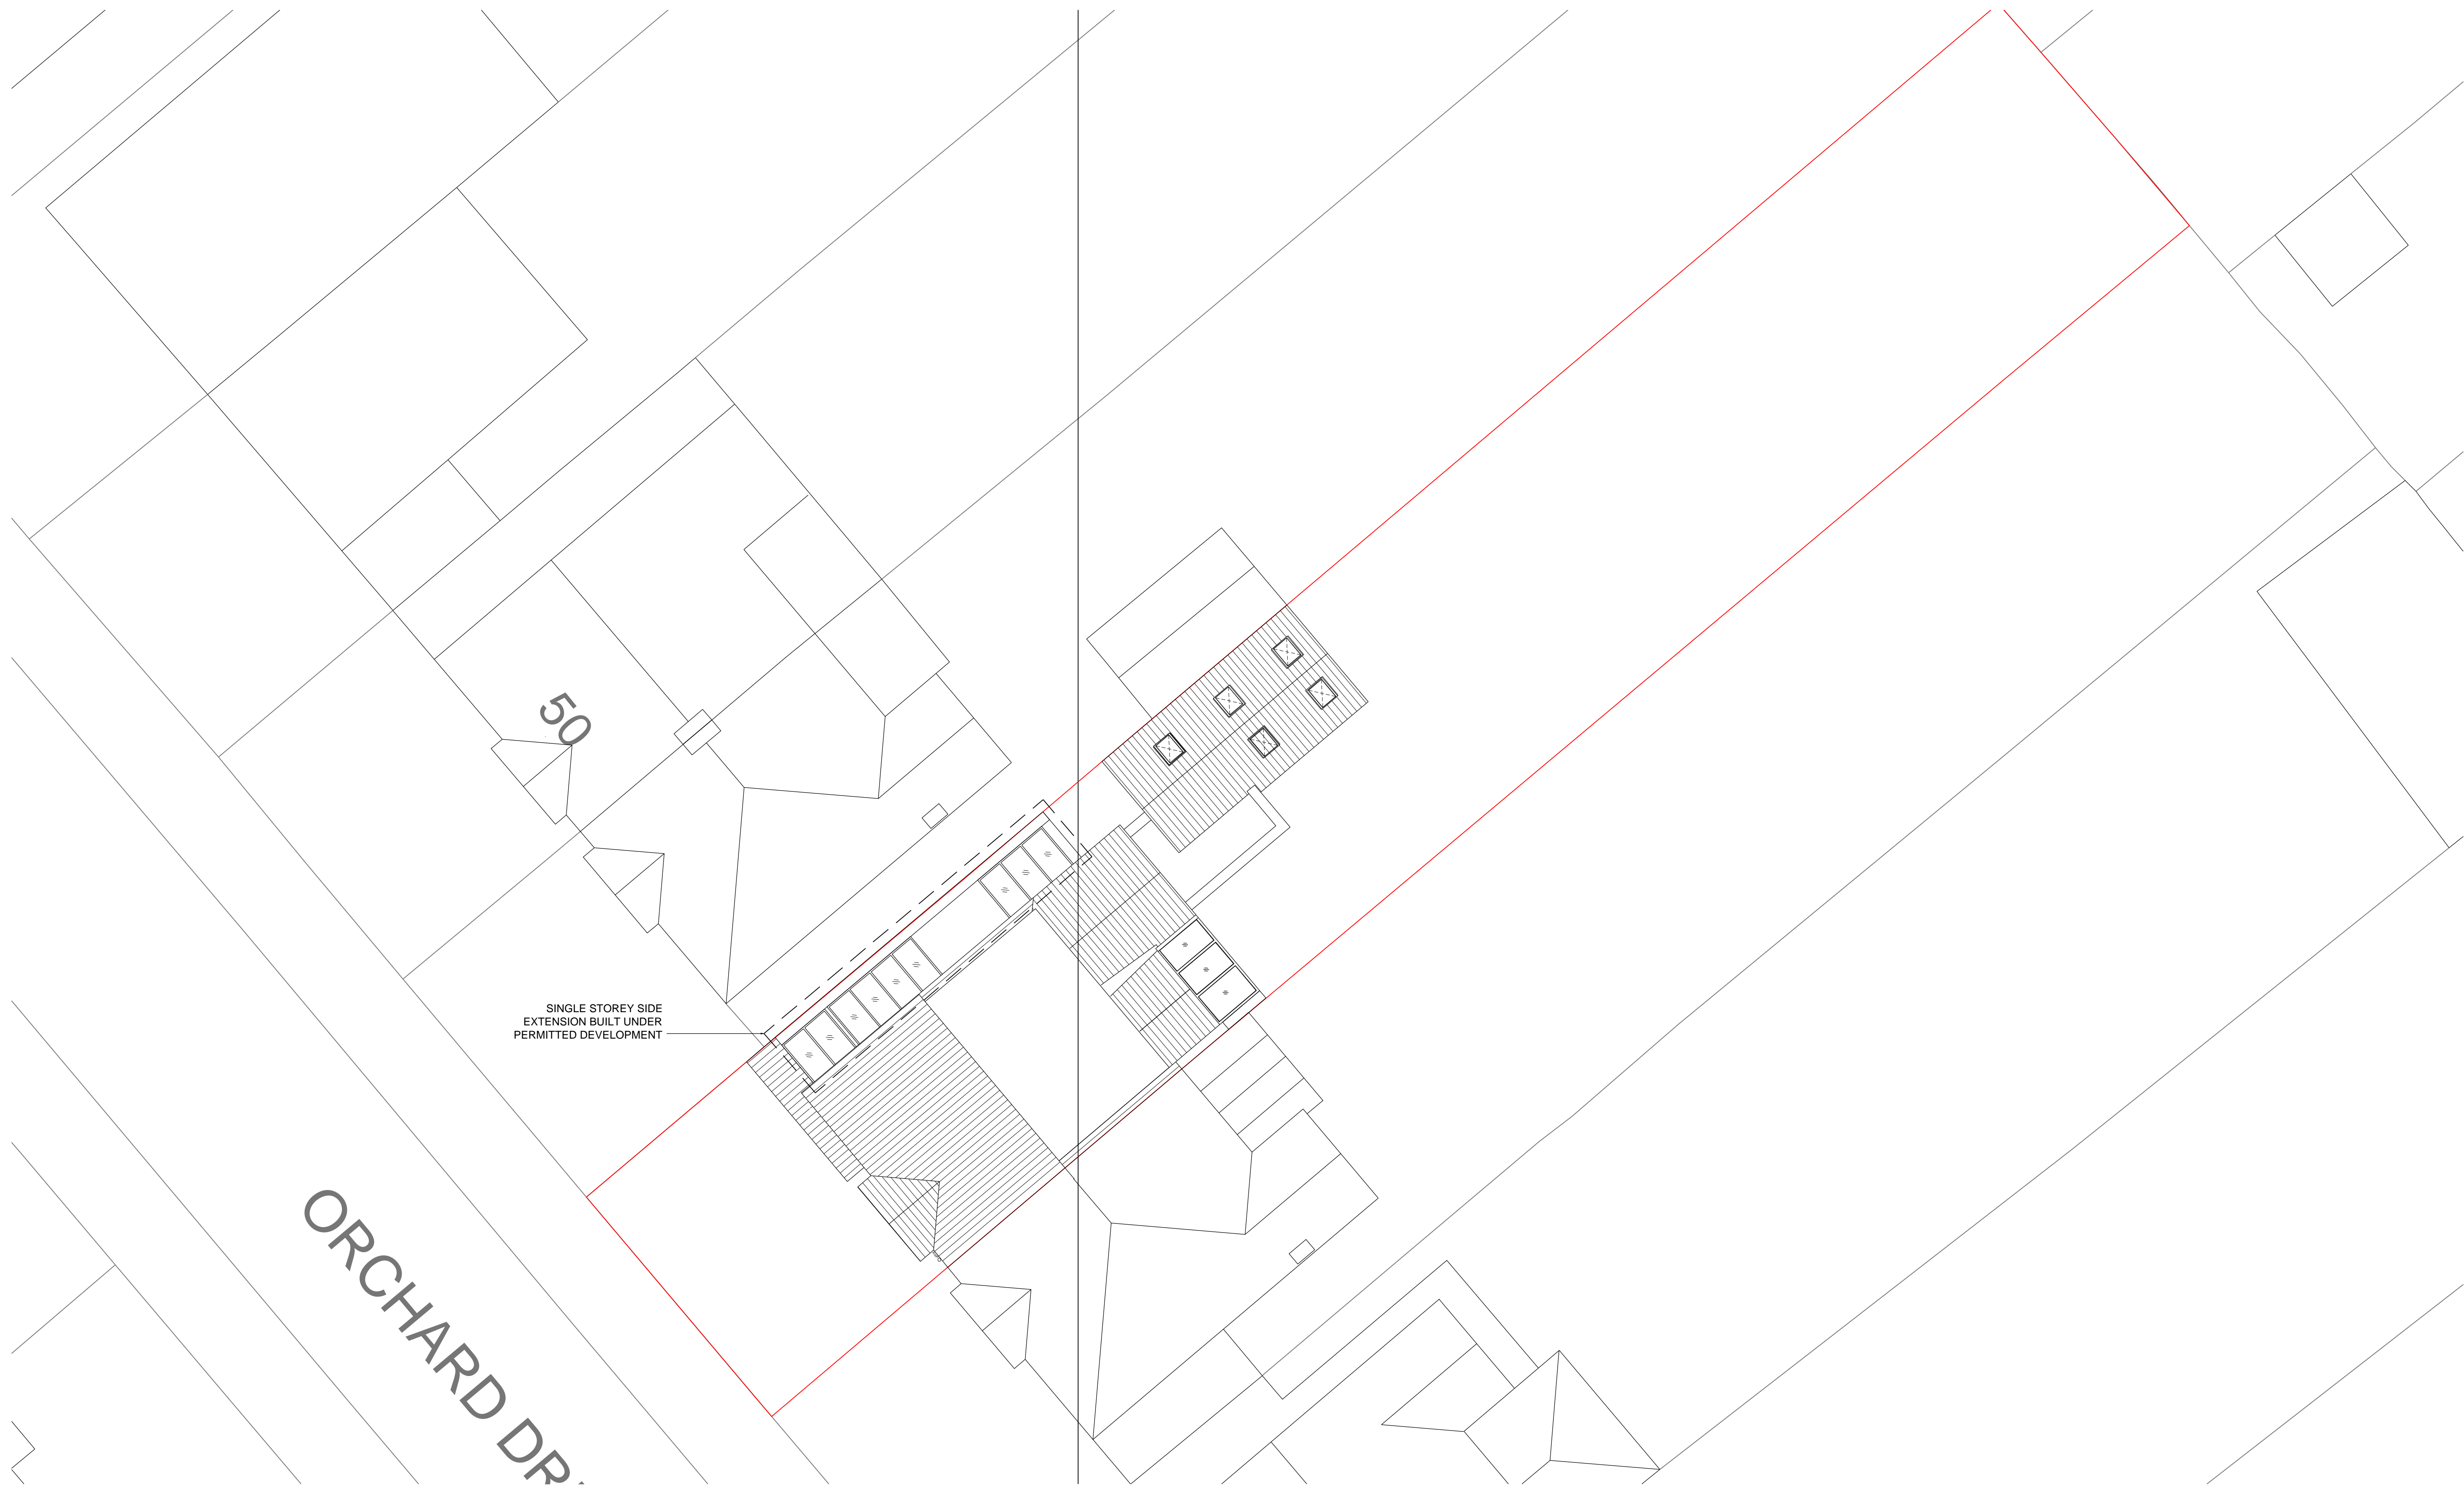 50
SINGLE STOREY SIDE
EXTENSION BUILT UNDER
PERMITTED DEVELOPMENT
ORCHARD DR